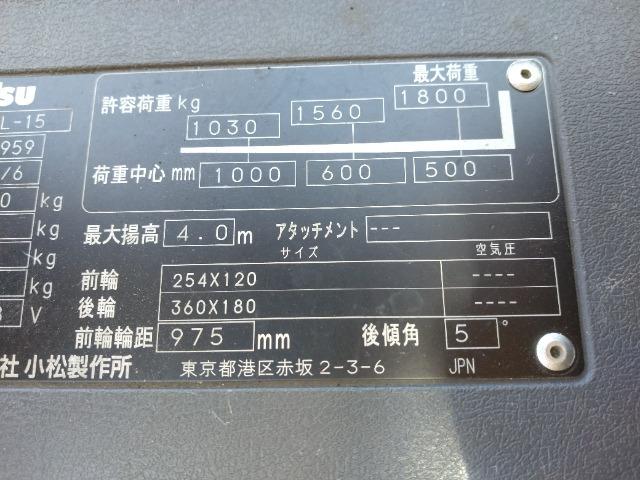 tsu
最大荷重
L-15
許容荷重 kg 1030 1560 1800
959
荷重中心 mm 1000 600 500
/6
0 kg
kg
最大揚高 4.0 m アタッチメント ---
サイズ 空気圧
kg
前輪 254X120 ----
kg
後輪 360X180 ----
V
前輪輪距 975 mm 後傾角 5°
社 小松製作所 東京都港区赤坂 2-3-6 JPN